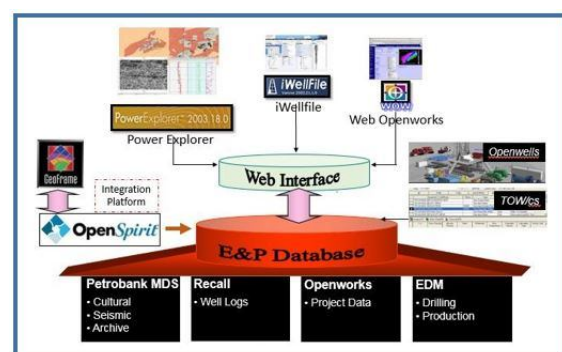 iWellFile
PowerExplorer™ 2003.18.0
WOW
Power Explorer
iWellfile
Web Openworks
GEOFRAME
Integration
Platform
Web Interface
Openwells
TOW/cs
OpenSpirit
E&P Database
Petrobank MDS
• Cultural
• Seismic
• Archive
Recall
• Well Logs
Openworks
• Project Data
EDM
• Drilling
• Production